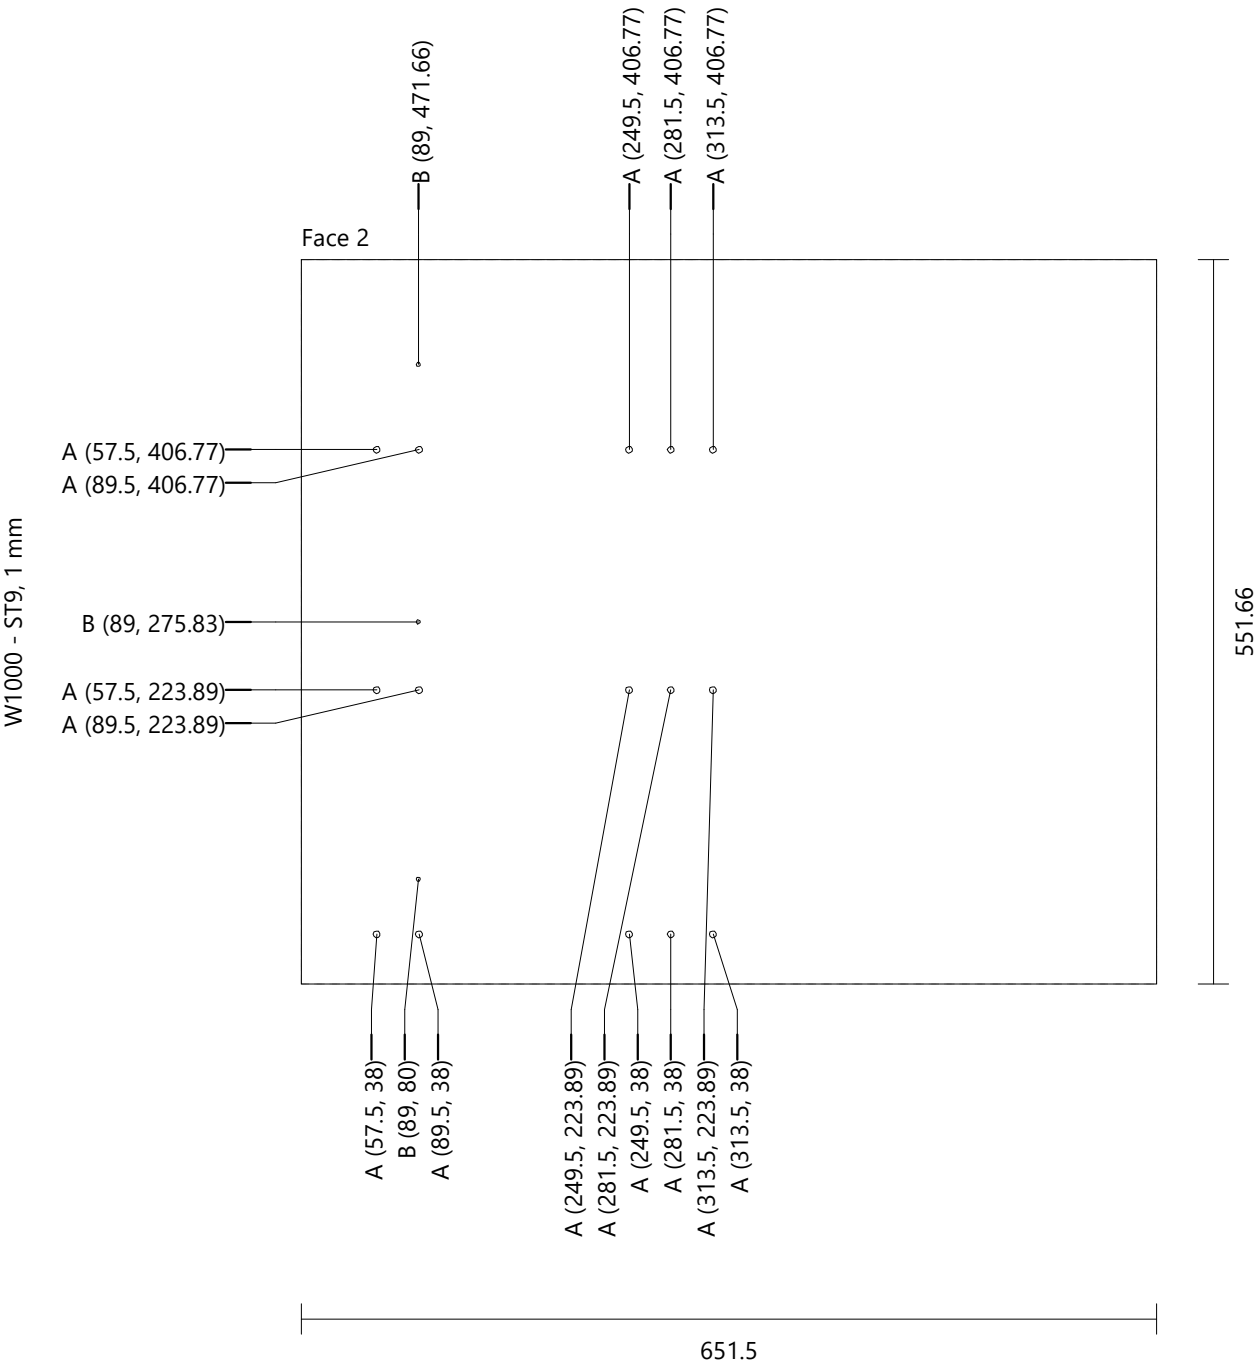 B (89, 471.66)
A (249.5, 406.77)
A (281.5, 406.77)
A (313.5, 406.77)
Face 2
A (57.5, 406.77)
A (89.5, 406.77)
W1000 - ST9, 1 mm
B (89, 275.83)
551.66
A (57.5, 223.89)
A (89.5, 223.89)
A (57.5, 38)
B (89, 80)
A (89.5, 38)
A (249.5, 223.89)
A (281.5, 223.89)
A (249.5, 38)
A (281.5, 38)
A (313.5, 223.89)
A (313.5, 38)
651.5